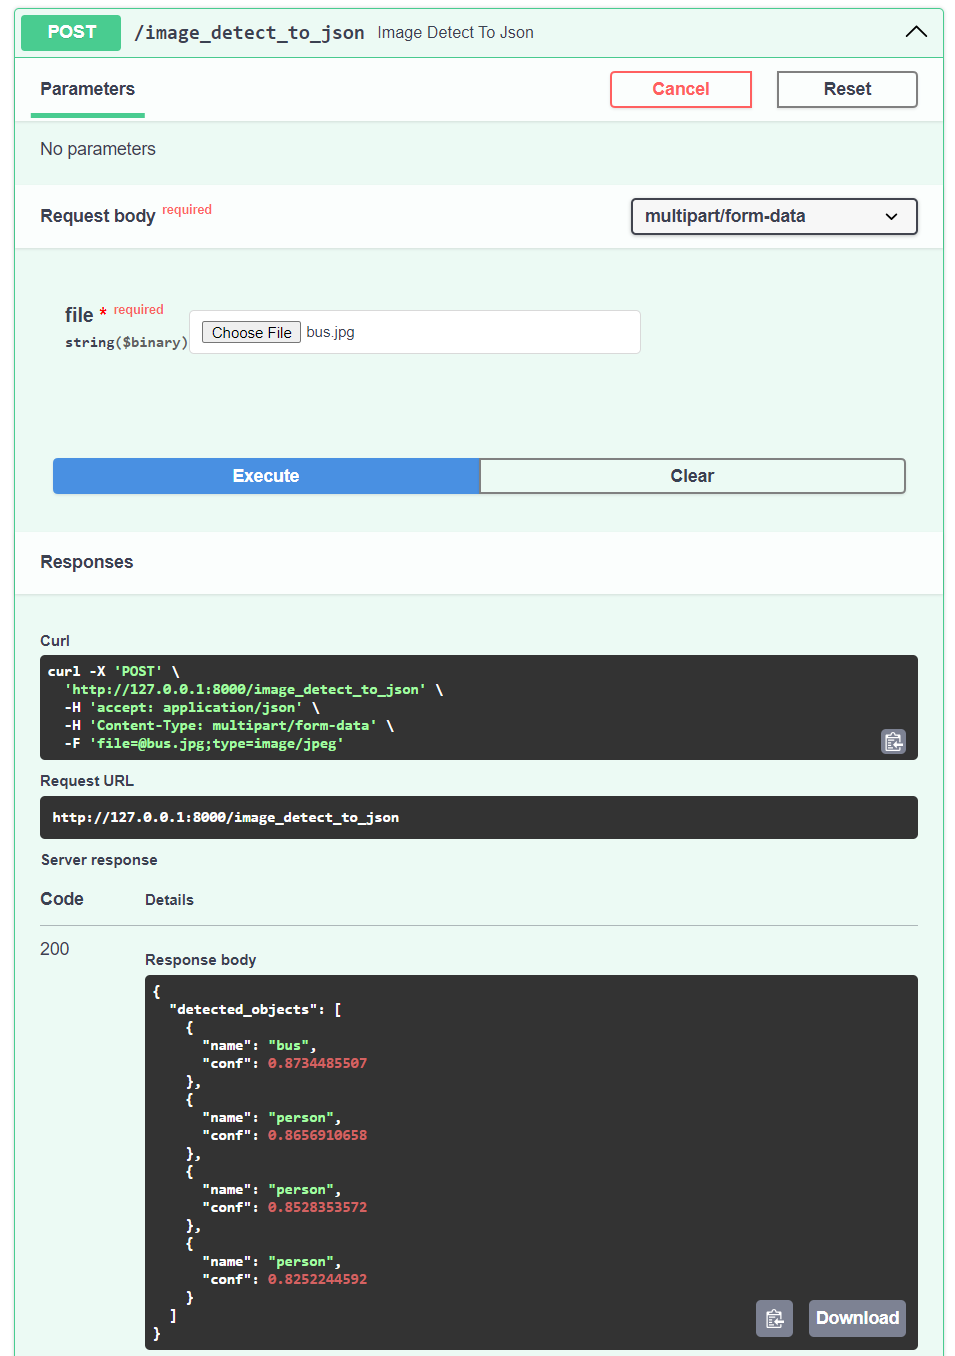 POST /image_detect_to_json Image Detect To Json
Parameters Cancel Reset
No parameters
Request body required multipart/form-data
file * required
string($binary) Choose File bus.jpg
Execute Clear
Responses
Curl
curl -X 'POST' \
  'http://127.0.0.1:8000/image_detect_to_json' \
  -H 'accept: application/json' \
  -H 'Content-Type: multipart/form-data' \
  -F 'file=@bus.jpg;type=image/jpeg'
Request URL
http://127.0.0.1:8000/image_detect_to_json
Server response
Code Details
200
Response body
{
  "detected_objects": [
    {
      "name": "bus",
      "conf": 0.8734485507
    },
    {
      "name": "person",
      "conf": 0.8656910658
    },
    {
      "name": "person",
      "conf": 0.8528353572
    },
    {
      "name": "person",
      "conf": 0.8252244592
    }
  ]
}
Download